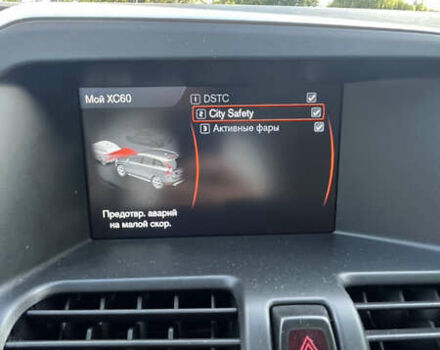 Мой XC60
1 DSTC
2 City Safety
3 Активные фары
Предотвр. аварий
на малой скор.